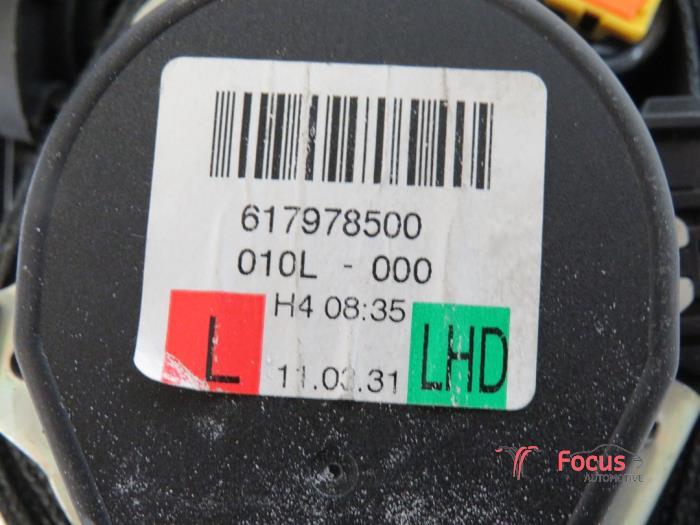 617978500
010L - 000
H4 08:35
L
11.03.31
LHD
Focus
AUTOMOTIVE